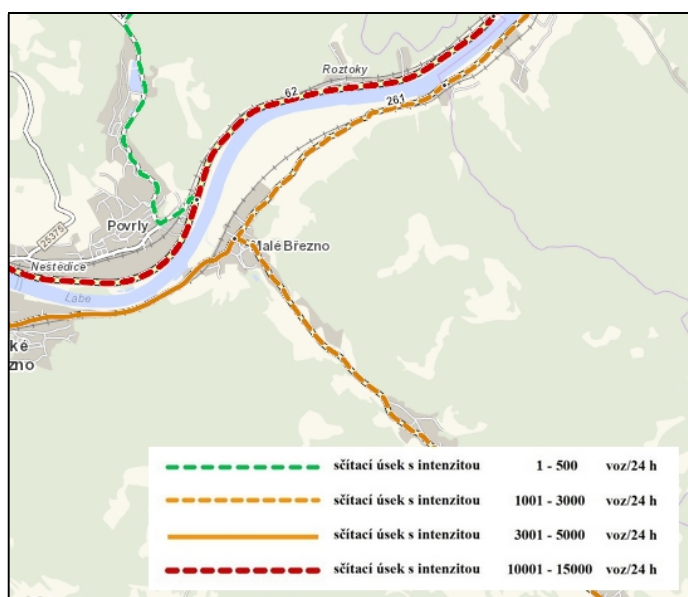 Roztoky
62
261
Povrly
25375
Malé Březno
Neštědice
Labe
ké
zno
sčítací úsek s intenzitou 1 - 500 voz/24 h
sčítací úsek s intenzitou 1001 - 3000 voz/24 h
sčítací úsek s intenzitou 3001 - 5000 voz/24 h
sčítací úsek s intenzitou 10001 - 15000 voz/24 h